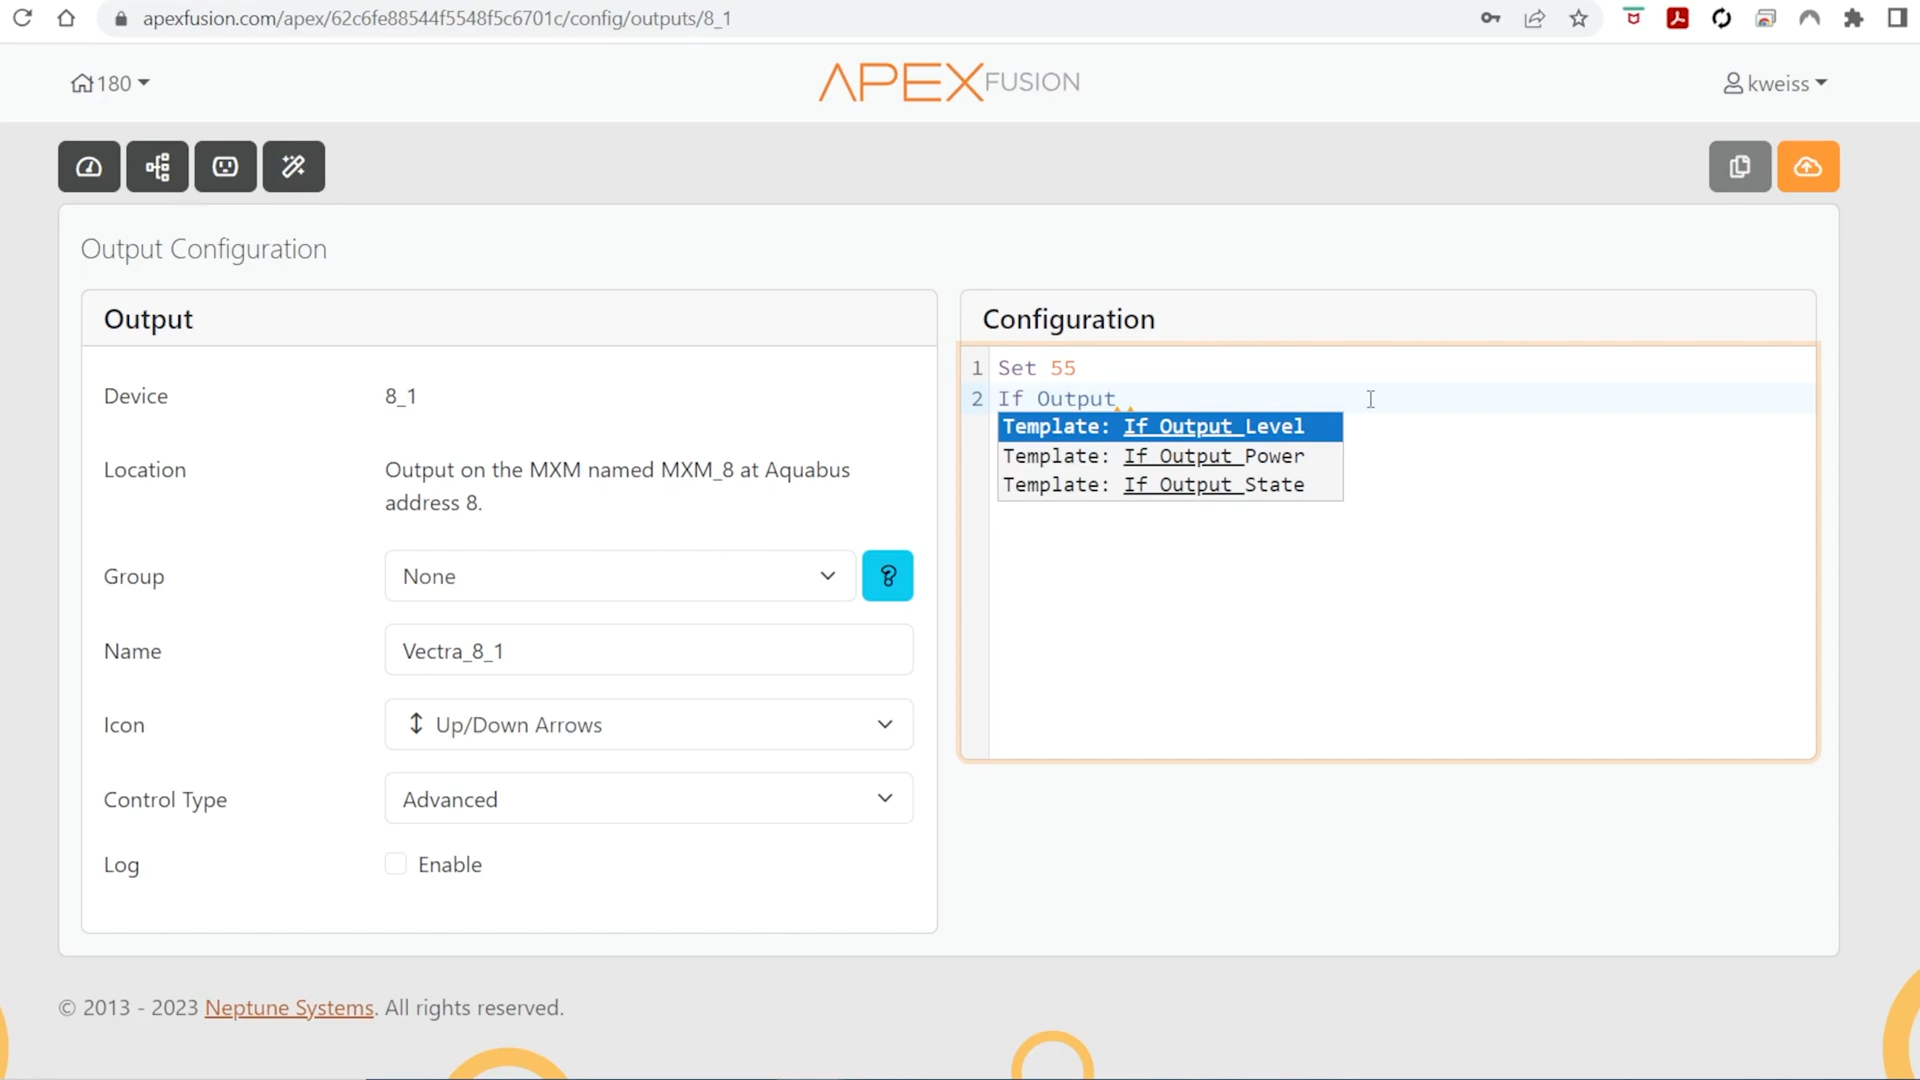 apexfusion.com/apex/62c6fe88544f5548f5c6701c/config/outputs/8_1
180
APEX FUSION
kweiss
Output Configuration
Output
Device 8_1
Location Output on the MXM named MXM_8 at Aquabus
address 8.
Group None
Name Vectra_8_1
Icon Up/Down Arrows
Control Type Advanced
Log Enable
Configuration
1 Set 55
2 If Output
Template: If Output Level
Template: If Output Power
Template: If Output State
© 2013 - 2023 Neptune Systems. All rights reserved.